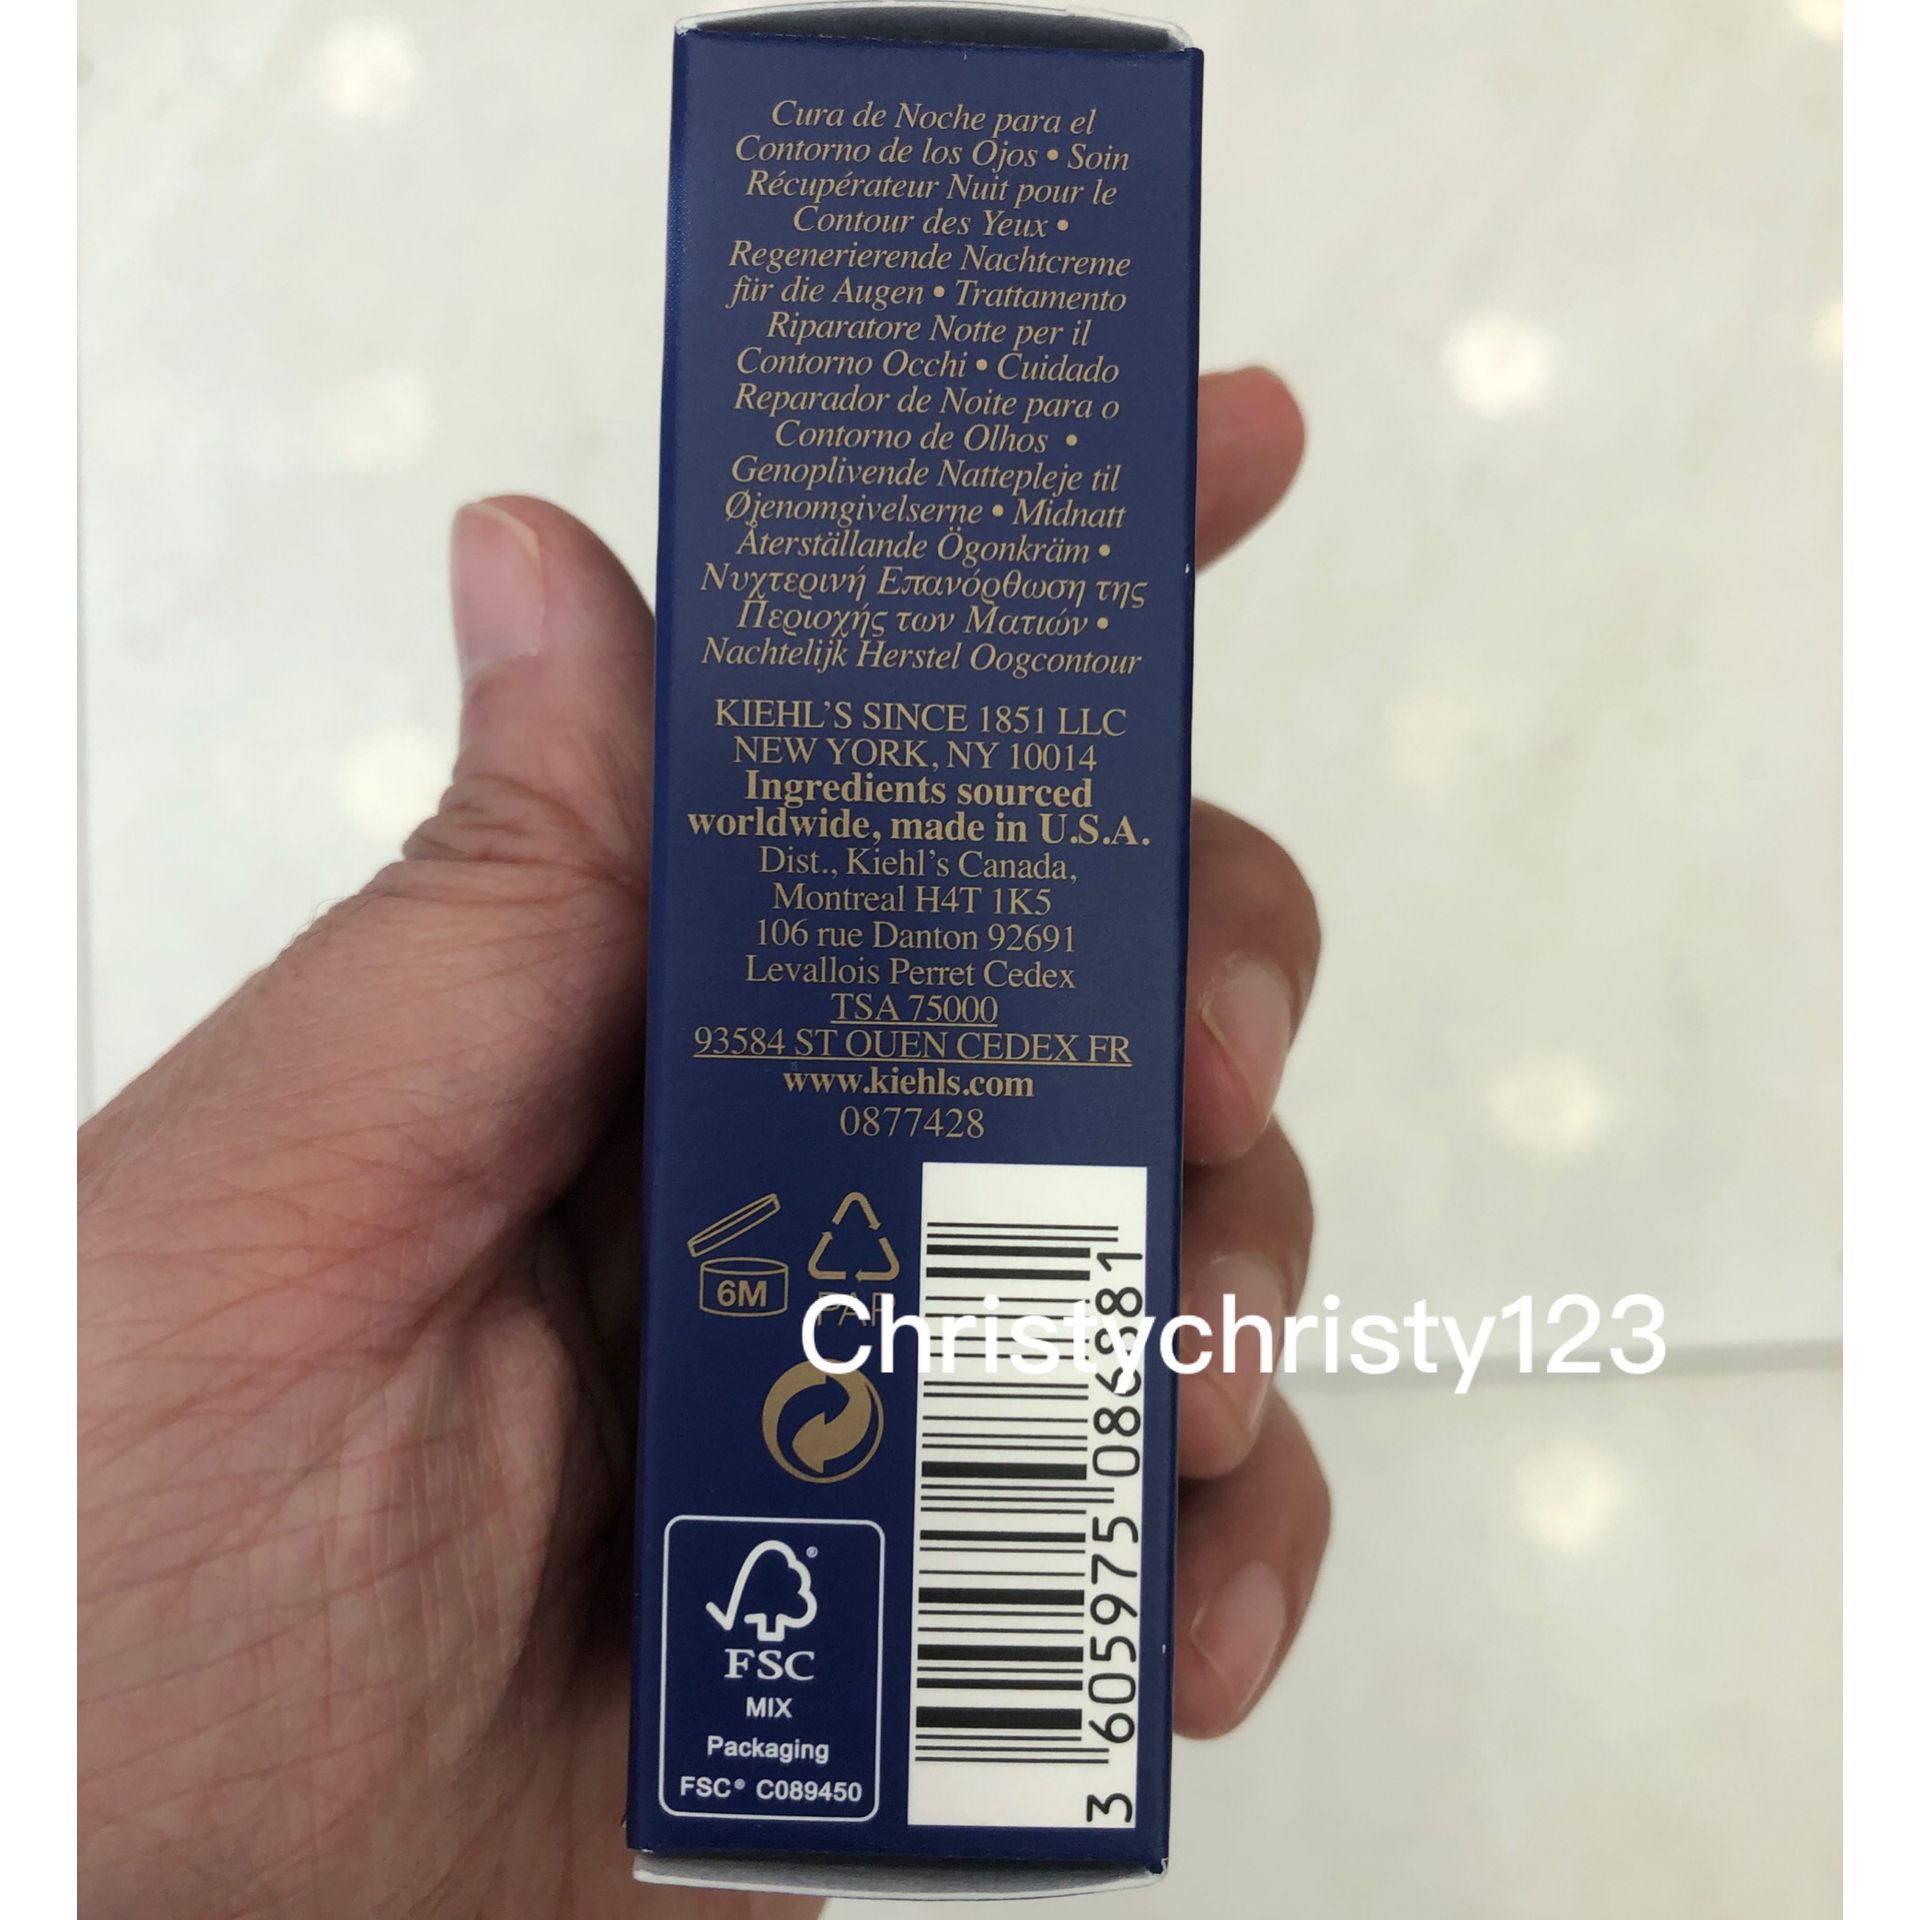 Cura de Noche para el
Contorno de los Ojos • Soin
Récupérateur Nuit pour le
Contour des Yeux •
Regenerierende Nachtcreme
für die Augen • Trattamento
Riparatore Notte per il
Contorno Occhi • Cuidado
Reparador de Noite para o
Contorno de Olhos •
Genoplivende Nattepleje til
Øjenomgivelserne • Midnatt
Återställande Ögonkräm •
Νυχτερινή Επανόρθωση της
Περιοχής των Ματιών •
Nachtelijk Herstel Oogcontour
KIEHL'S SINCE 1851 LLC
NEW YORK, NY 10014
Ingredients sourced
worldwide, made in U.S.A.
Dist., Kiehl's Canada,
Montreal H4T 1K5
106 rue Danton 92691
Levallois Perret Cedex
TSA 75000
93584 ST OUEN CEDEX FR
www.kiehls.com
0877428
6M
PAP
Christychristy123
FSC
MIX
Packaging
FSC® C089450
3 605975 086881